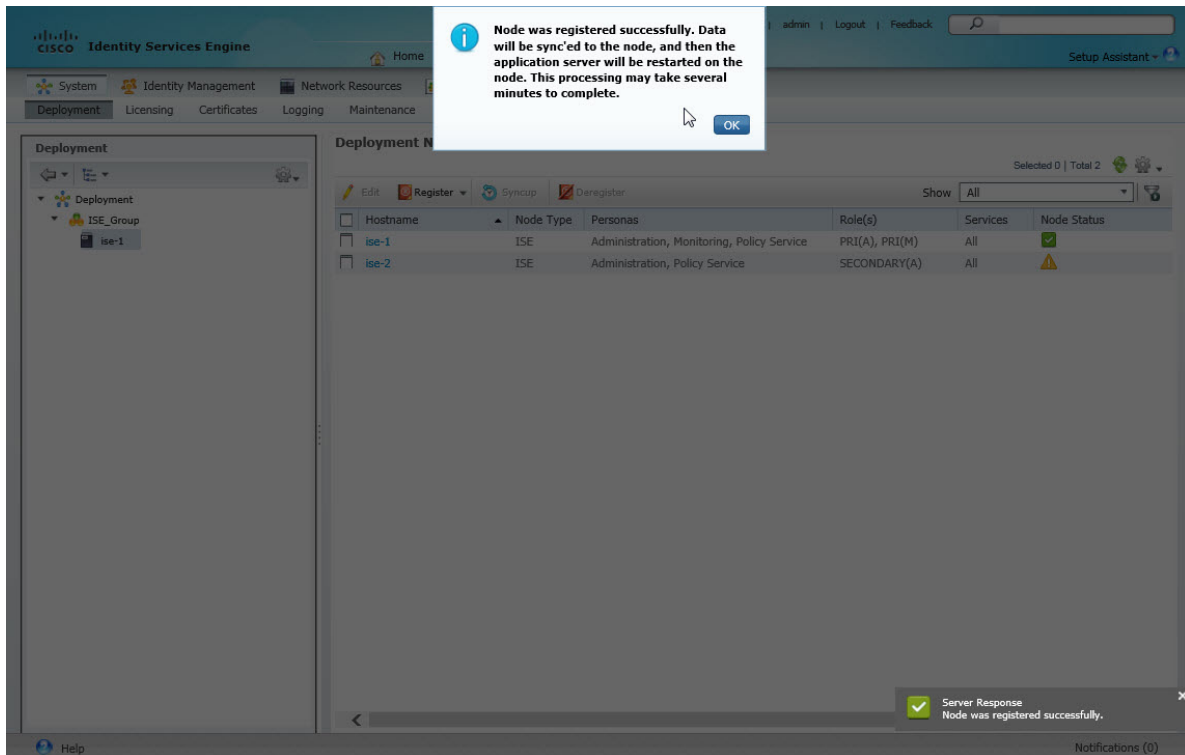 cisco Identity Services Engine
Home
admin | Logout | Feedback
Setup Assistant
Node was registered successfully. Data
will be sync'ed to the node, and then the
application server will be restarted on the
node. This processing may take several
minutes to complete.
OK
System Identity Management Network Resources
Deployment Licensing Certificates Logging Maintenance
Deployment
Deployment
ISE_Group
ise-1
Deployment N
Selected 0 | Total 2
Edit Register Syncup Deregister Show All
Hostname Node Type Personas Role(s) Services Node Status
ise-1 ISE Administration, Monitoring, Policy Service PRI(A), PRI(M) All
ise-2 ISE Administration, Policy Service SECONDARY(A) All
Server Response
Node was registered successfully.
Help
Notifications (0)